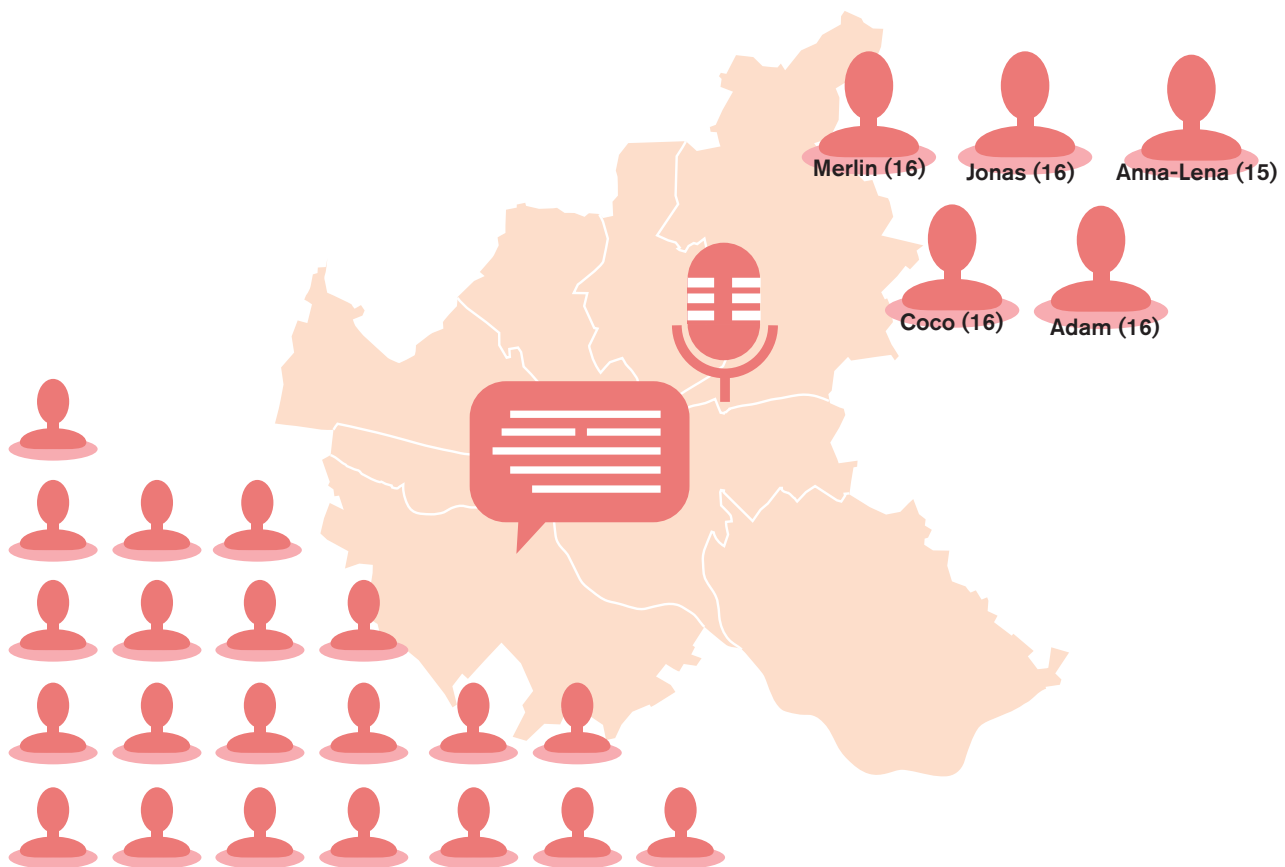 Merlin (16)
Jonas (16)
Anna-Lena (15)
Coco (16)
Adam (16)